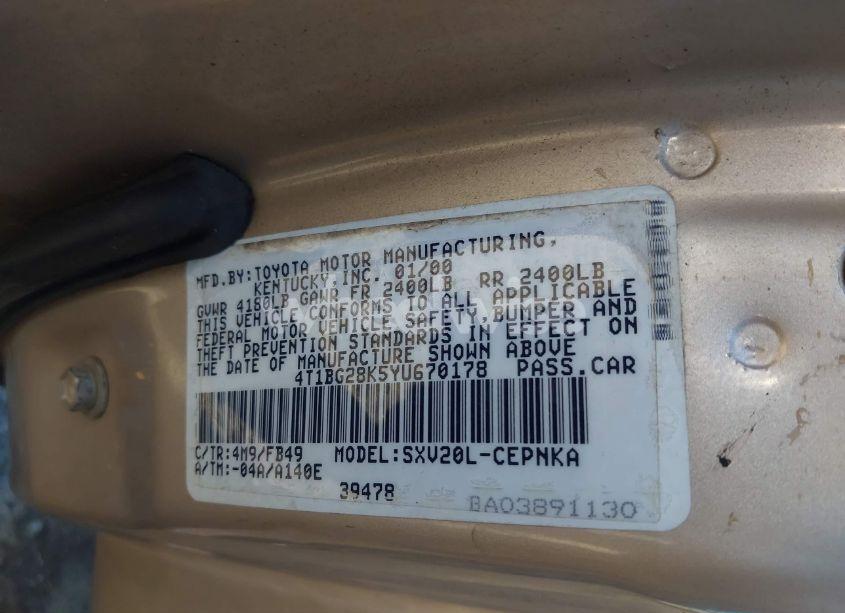 MFD.BY:TOYOTA MOTOR MANUFACTURING,
KENTUCKY,INC. 01/00
GVWR 4180LB GAWR FR 2400LB RR 2400LB
THIS VEHICLE CONFORMS TO ALL APPLICABLE
FEDERAL MOTOR VEHICLE SAFETY,BUMPER AND
THEFT PREVENTION STANDARDS IN EFFECT ON
THE DATE OF MANUFACTURE SHOWN ABOVE
4T1BG28K5YU670178 PASS.CAR
C/TR:4M9/FB49 MODEL:SXV20L-CEPNKA
A/TM:-04A/A140E
39478
BA03891130